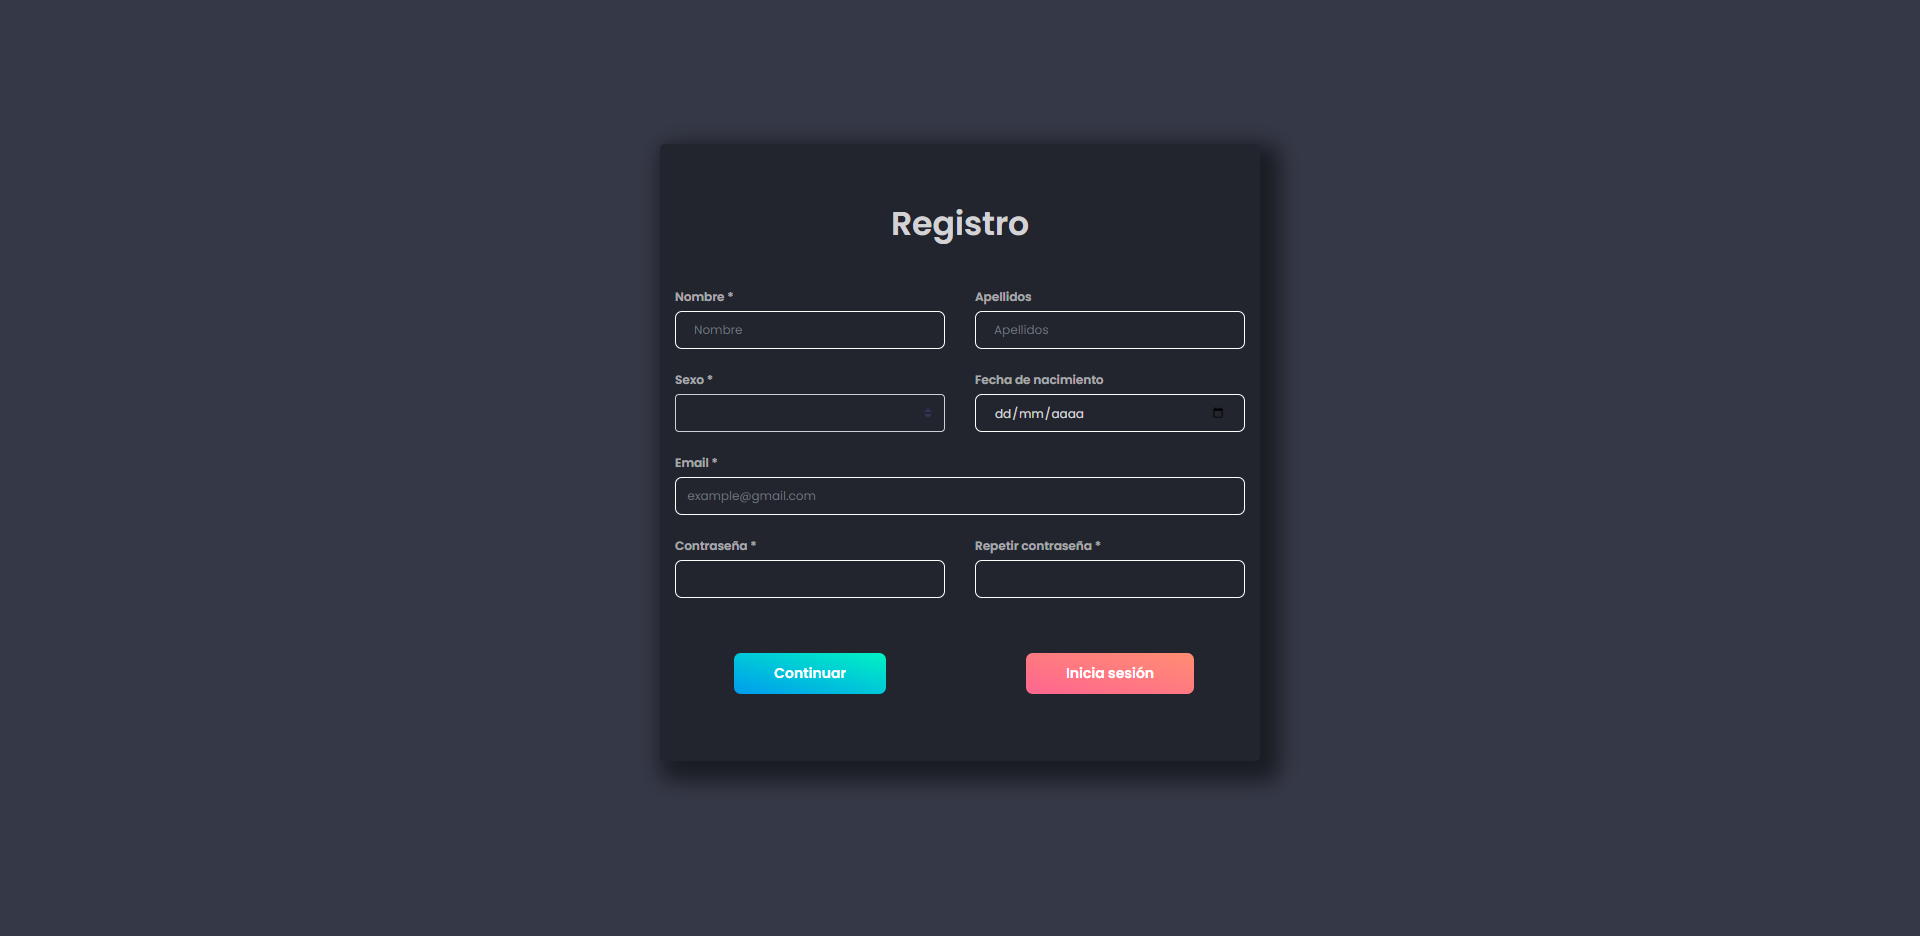 Registro
Nombre *
Apellidos
Nombre
Apellidos
Sexo *
Fecha de nacimiento
dd/mm/aaaa
Email *
example@gmail.com
Contraseña *
Repetir contraseña *
Continuar
Inicia sesión